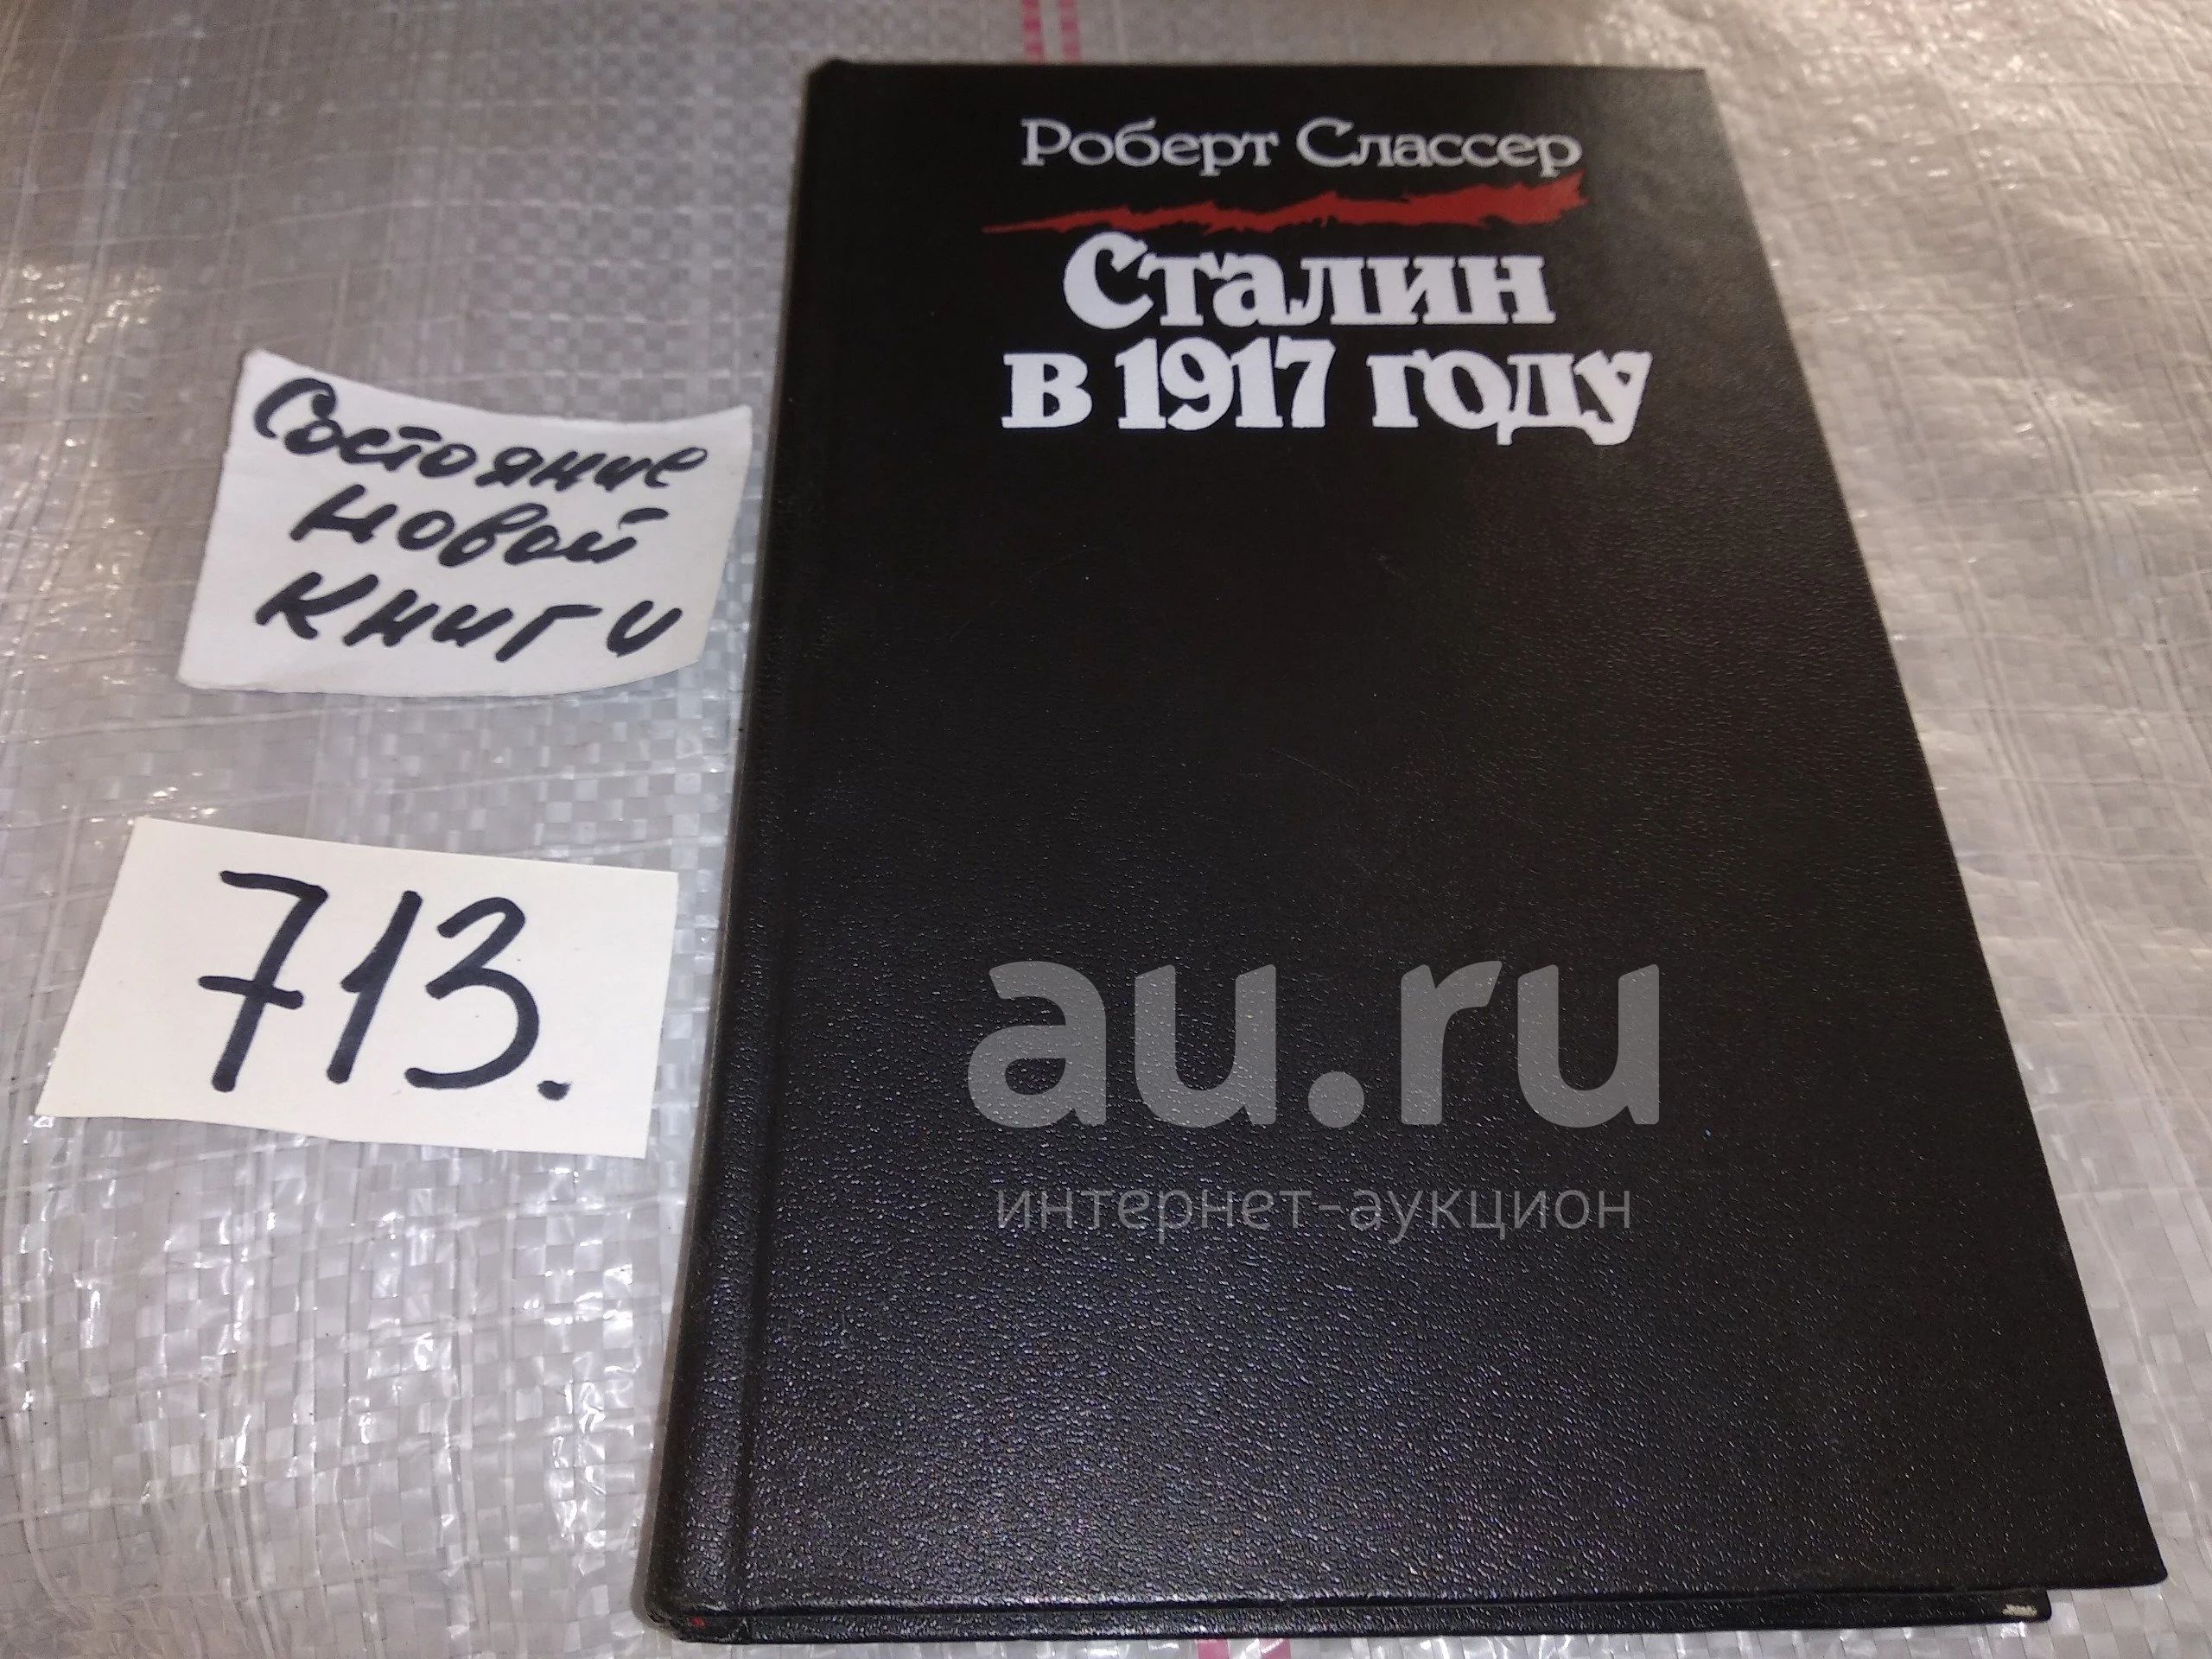 Роберт Слассер
Сталин
в 1917 году
Состояние
новой
книги
713.
au.ru
интернет-аукцион